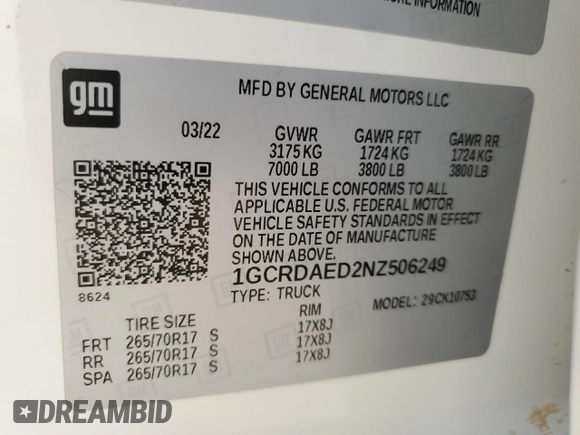 MORE INFORMATION
gm
MFD BY GENERAL MOTORS LLC
03/22 GVWR GAWR FRT GAWR RR
3175 KG 1724 KG 1724 KG
7000 LB 3800 LB 3800 LB
THIS VEHICLE CONFORMS TO ALL
APPLICABLE U.S. FEDERAL MOTOR
VEHICLE SAFETY STANDARDS IN EFFECT
ON THE DATE OF MANUFACTURE
SHOWN ABOVE.
1GCRDAED2NZ506249
8624
TYPE: TRUCK MODEL: 29CK10753
TIRE SIZE RIM
FRT 265/70R17 S 17X8J
RR 265/70R17 S 17X8J
SPA 265/70R17 S 17X8J
DREAMBID